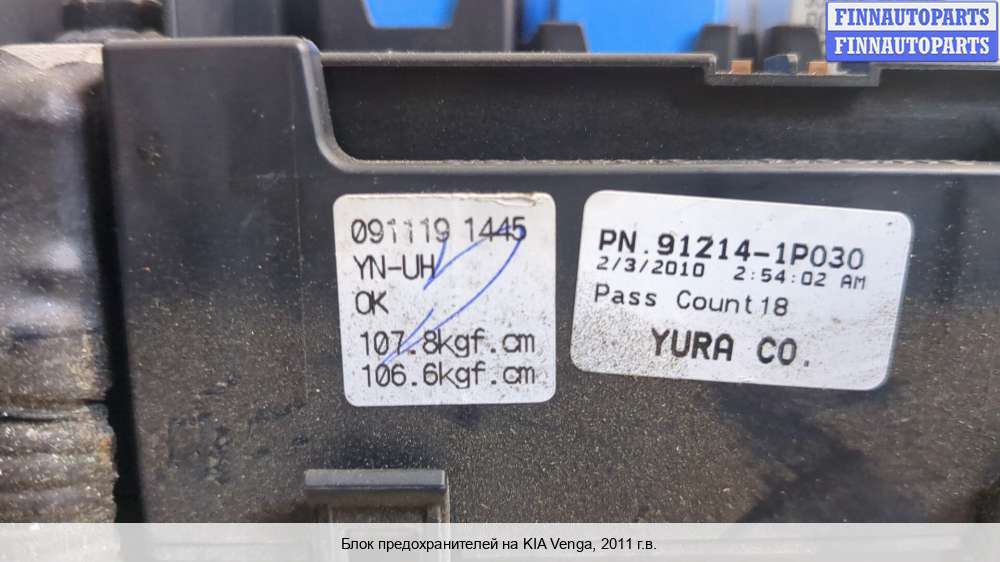 FINNAUTOPARTS
FINNAUTOPARTS
091119 1445
YN-UH
OK
107.8kgf.cm
106.6kgf.cm
PN.91214-1P030
2/3/2010 2:54:02 AM
Pass Count18
YURA CO.
Блок предохранителей на KIA Venga, 2011 г.в.